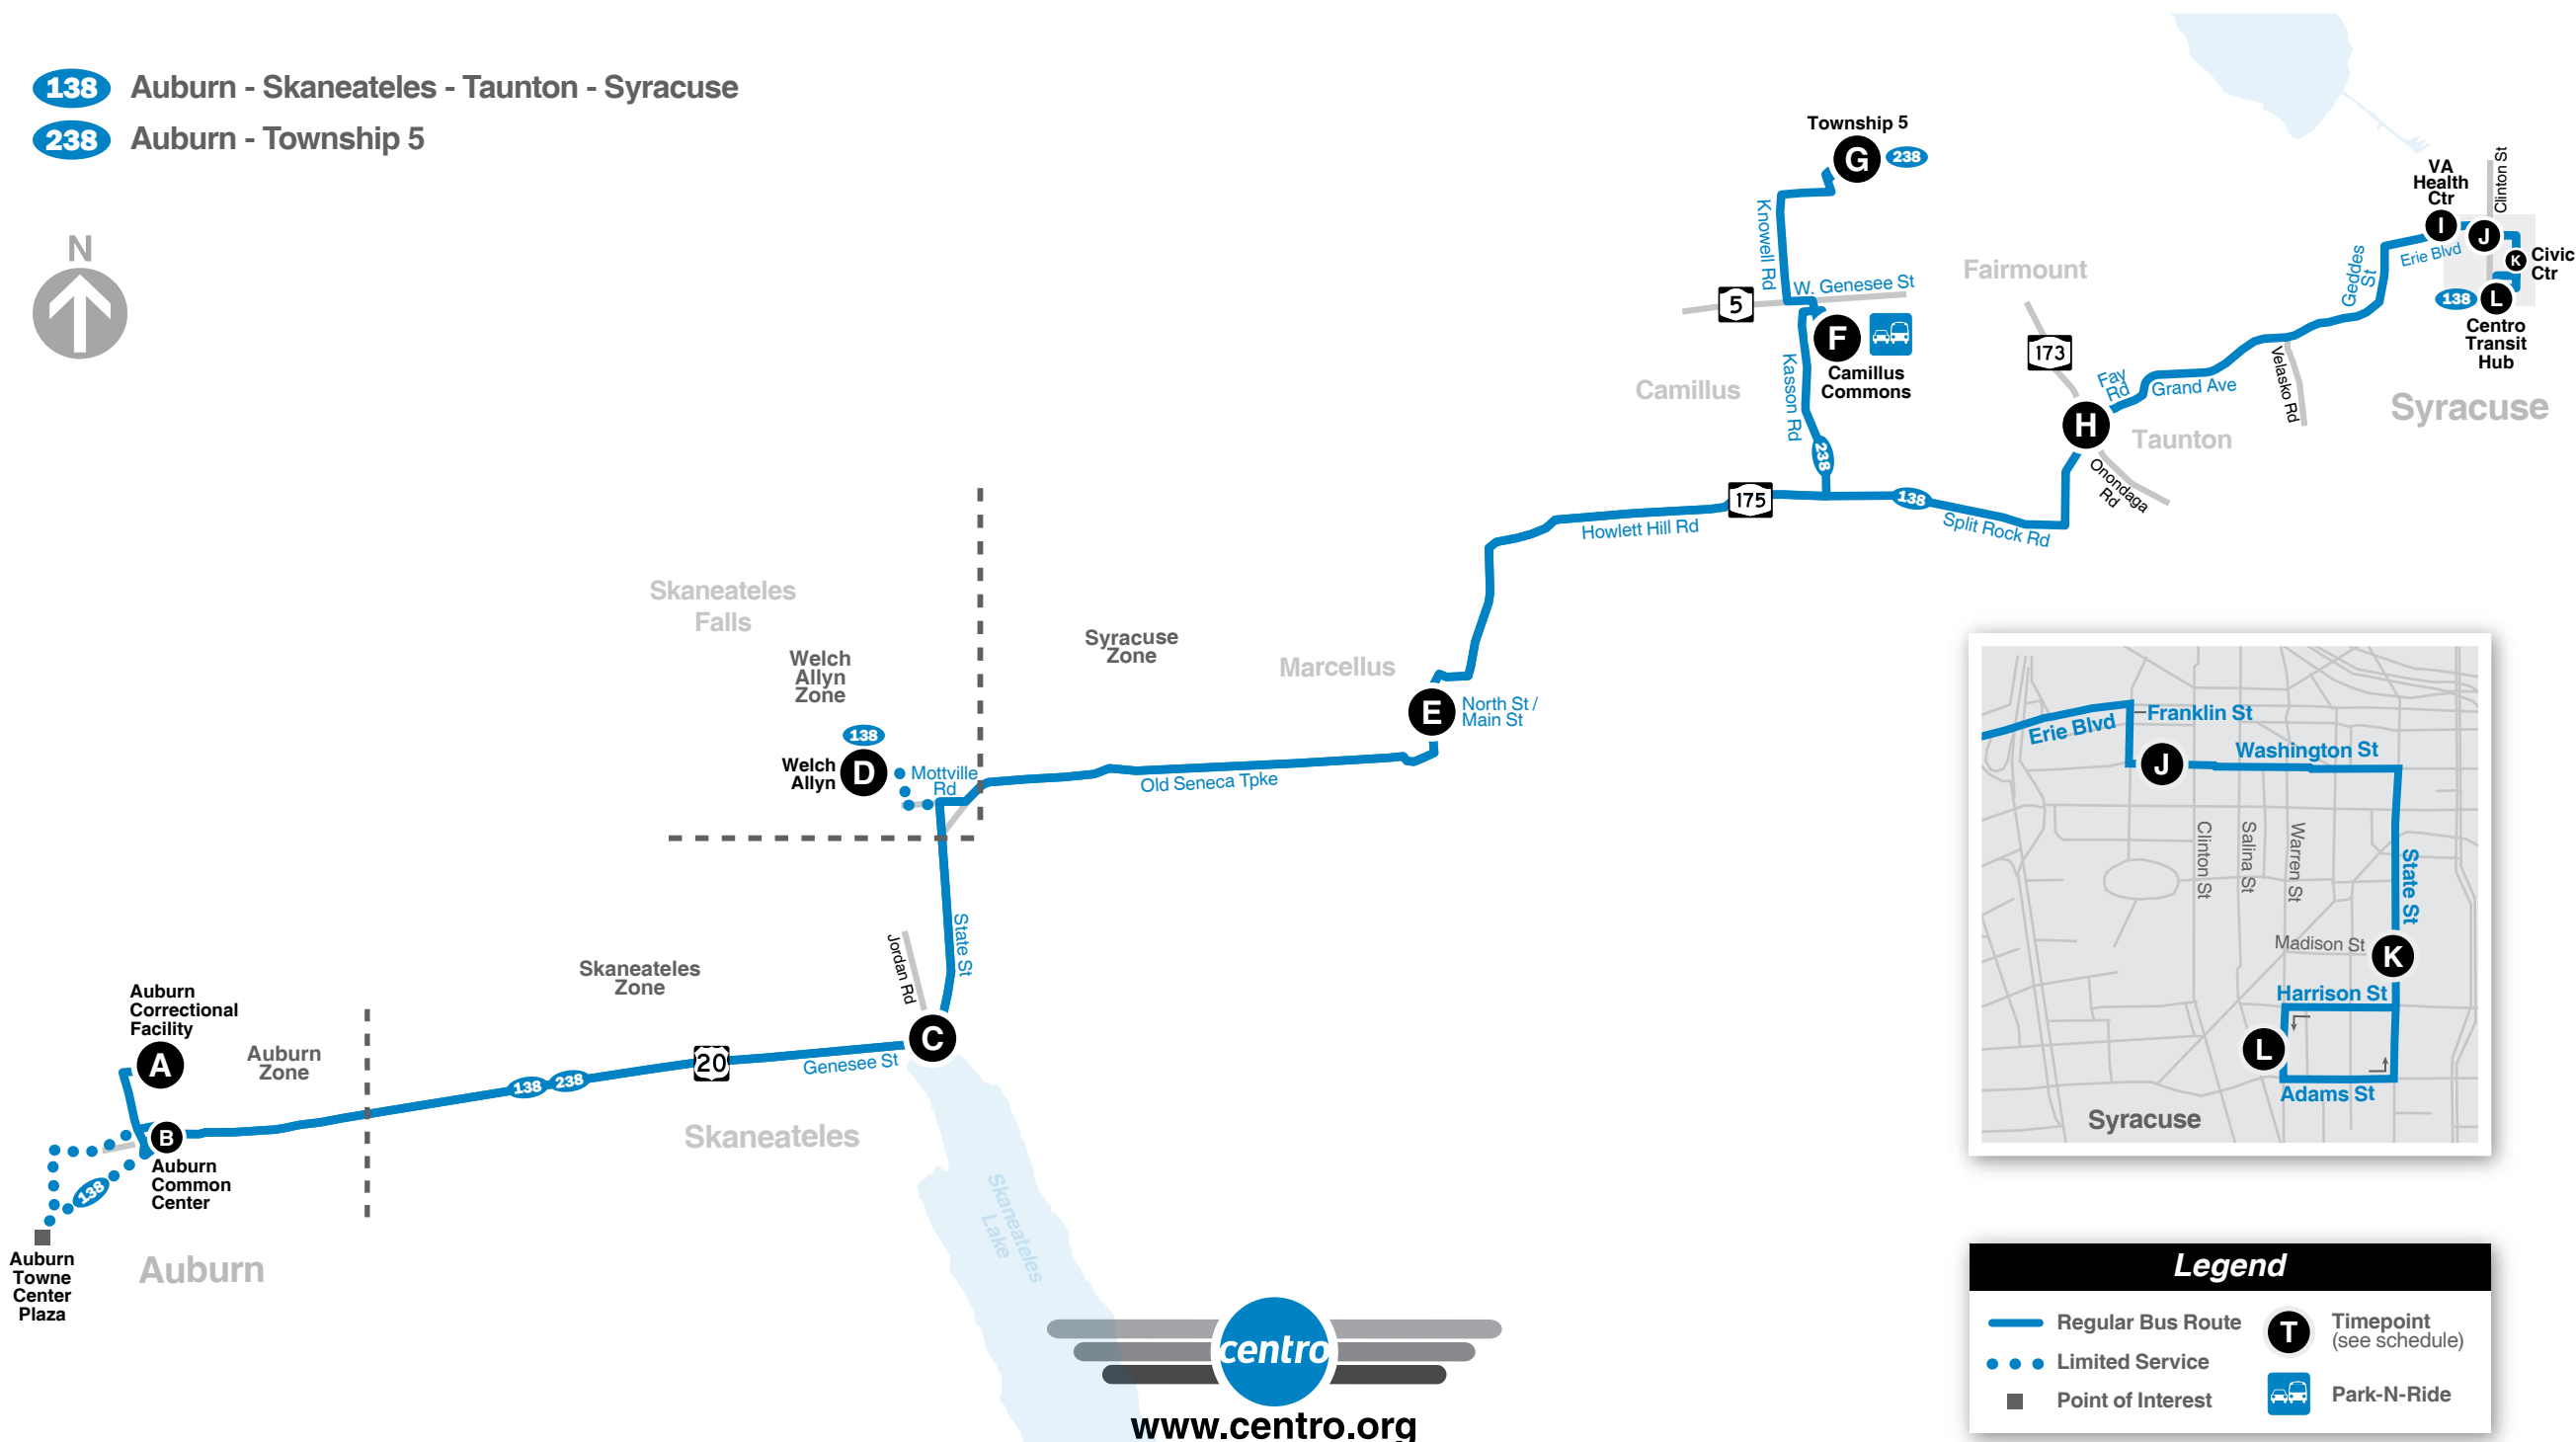 138 Auburn - Skaneateles - Taunton - Syracuse
238 Auburn - Township 5
N
Township 5
G 238
Knowell Rd
5
W. Genesee St
F
Camillus
Commons
Camillus
Kasson Rd
238
Fairmount
173
Fay
Rd
Grand Ave
H
Taunton
Onondaga
Rd
Velasko Rd
Geddes
St
Erie Blvd
VA
Health
Ctr
Clinton St
I
J
K
Civic
Ctr
138
L
Centro
Transit
Hub
Syracuse
175
138
Howlett Hill Rd
Split Rock Rd
Skaneateles
Falls
Welch
Allyn
Zone
Syracuse
Zone
Marcellus
E
North St /
Main St
138
Welch
Allyn
D
Mottville
Rd
Old Seneca Tpke
State St
Jordan Rd
Skaneateles
Zone
C
Auburn
Correctional
Facility
A
Auburn
Zone
138 238
20
Genesee St
B
Auburn
Common
Center
138
Skaneateles
Skaneateles
Lake
Auburn
Towne
Center
Plaza
Auburn
Erie Blvd
Franklin St
J
Washington St
Clinton St
Salina St
Warren St
State St
Madison St
K
Harrison St
L
Adams St
Syracuse
centro
www.centro.org
Legend
Regular Bus Route
Limited Service
Point of Interest
T
Timepoint
(see schedule)
Park-N-Ride